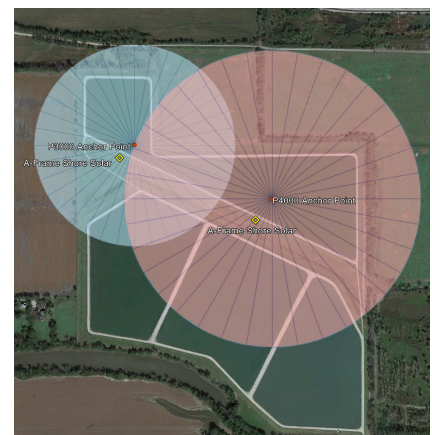 P3000 Anchor Point
A-Frame Shore Solar
P4000 Anchor Point
A-Frame Shore Solar